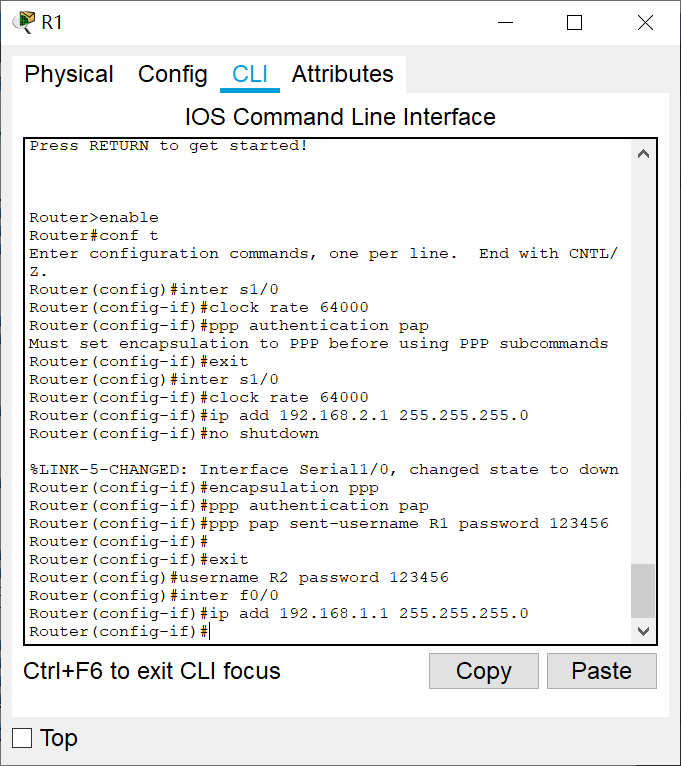 R1
Physical Config CLI Attributes
IOS Command Line Interface
Press RETURN to get started!
Router>enable
Router#conf t
Enter configuration commands, one per line.  End with CNTL/
Z.
Router(config)#inter s1/0
Router(config-if)#clock rate 64000
Router(config-if)#ppp authentication pap
Must set encapsulation to PPP before using PPP subcommands
Router(config-if)#exit
Router(config)#inter s1/0
Router(config-if)#clock rate 64000
Router(config-if)#ip add 192.168.2.1 255.255.255.0
Router(config-if)#no shutdown
%LINK-5-CHANGED: Interface Serial1/0, changed state to down
Router(config-if)#encapsulation ppp
Router(config-if)#ppp authentication pap
Router(config-if)#ppp pap sent-username R1 password 123456
Router(config-if)#
Router(config-if)#exit
Router(config)#username R2 password 123456
Router(config)#inter f0/0
Router(config-if)#ip add 192.168.1.1 255.255.255.0
Router(config-if)#
Ctrl+F6 to exit CLI focus
Copy Paste
Top